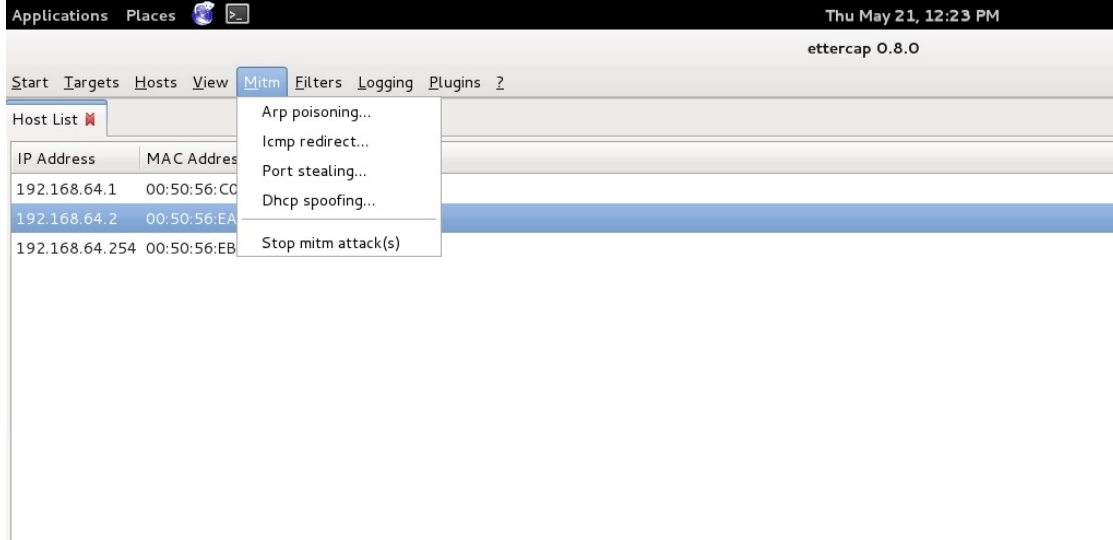 Applications Places Thu May 21, 12:23 PM
ettercap 0.8.0
Start Targets Hosts View Mitm Filters Logging Plugins ?
Host List
Arp poisoning...
Icmp redirect...
Port stealing...
Dhcp spoofing...
Stop mitm attack(s)
IP Address MAC Addres
192.168.64.1 00:50:56:C0
192.168.64.2 00:50:56:EA
192.168.64.254 00:50:56:EB